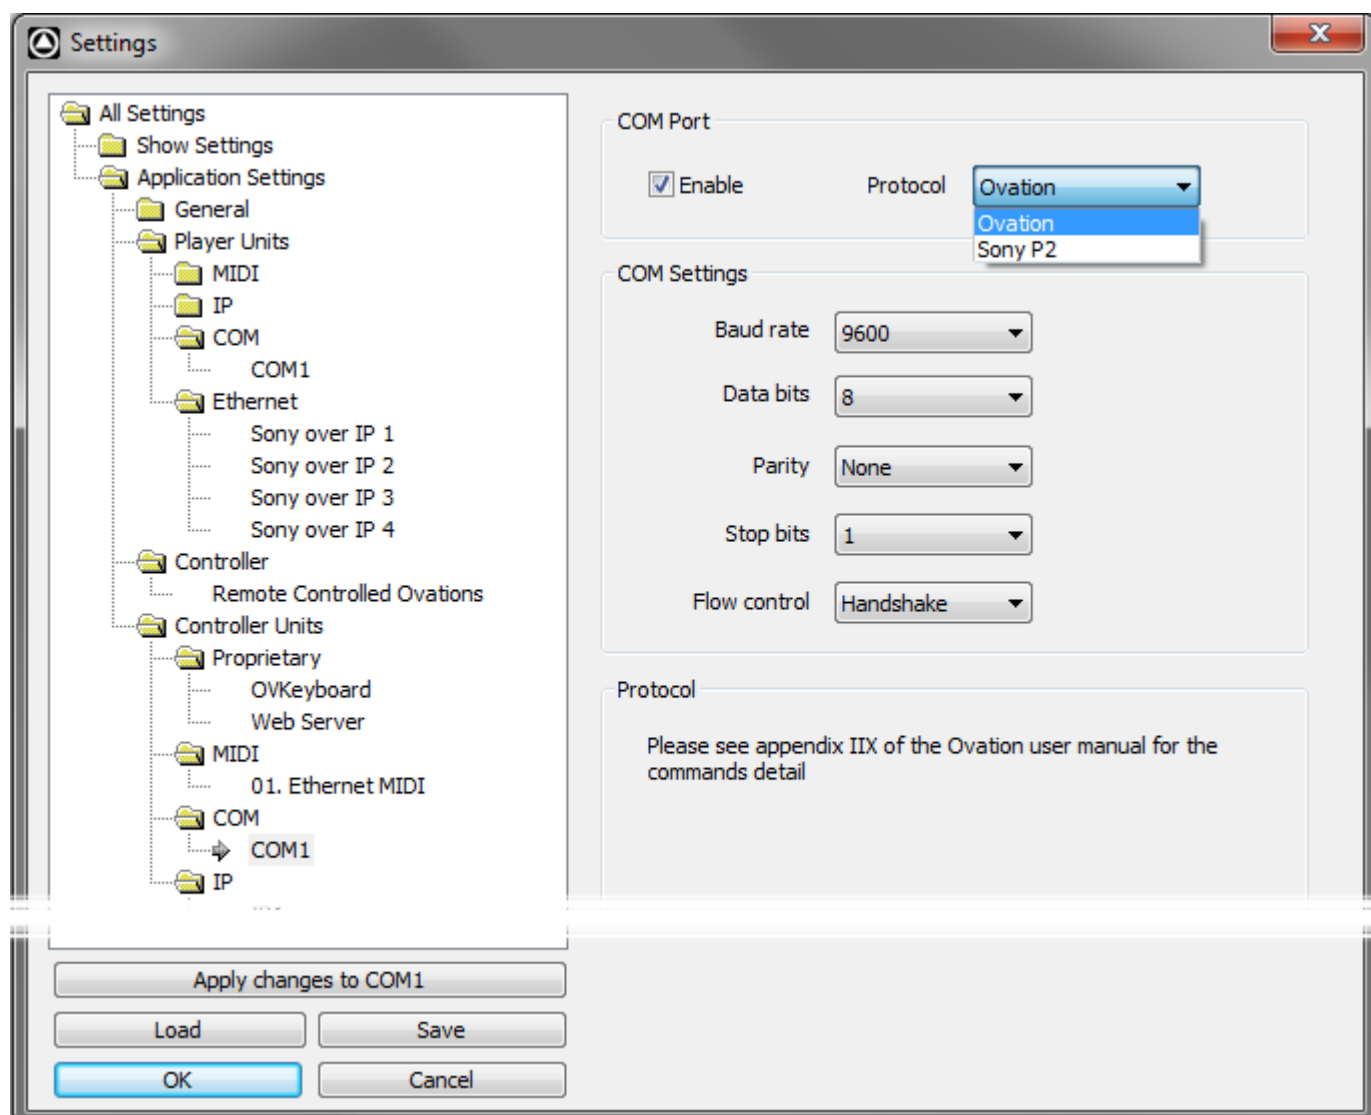 Settings
All Settings
Show Settings
Application Settings
General
Player Units
MIDI
IP
COM
COM1
Ethernet
Sony over IP 1
Sony over IP 2
Sony over IP 3
Sony over IP 4
Controller
Remote Controlled Ovations
Controller Units
Proprietary
OVKeyboard
Web Server
MIDI
01. Ethernet MIDI
COM
COM1
IP
Apply changes to COM1
Load Save
OK Cancel
COM Port
Enable Protocol Ovation
Ovation
Sony P2
COM Settings
Baud rate 9600
Data bits 8
Parity None
Stop bits 1
Flow control Handshake
Protocol
Please see appendix IIX of the Ovation user manual for the
commands detail